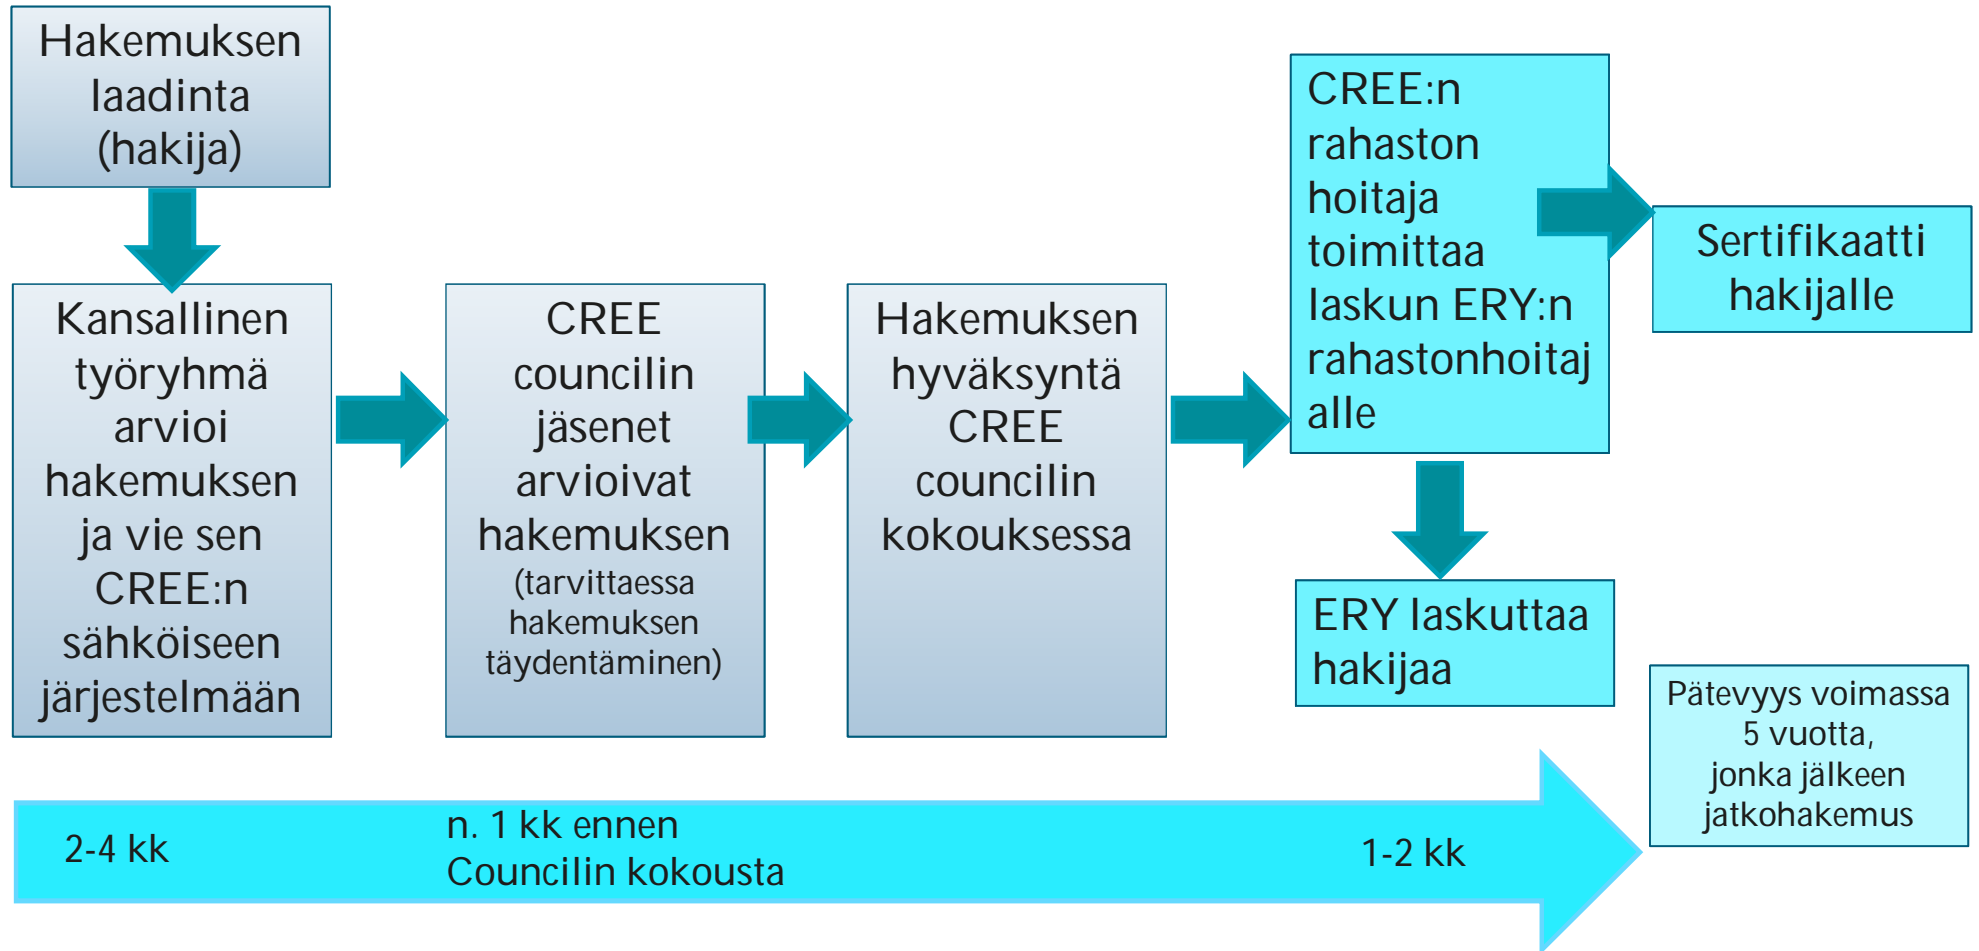 Hakemuksen
laadinta
(hakija)
Kansallinen
työryhmä
arvioi
hakemuksen
ja vie sen
CREE:n
sähköiseen
järjestelmään
CREE
councilin
jäsenet
arvioivat
hakemuksen
(tarvittaessa
hakemuksen
täydentäminen)
Hakemuksen
hyväksyntä
CREE
councilin
kokouksessa
CREE:n
rahaston
hoitaja
toimittaa
laskun ERY:n
rahastonhoitaj
alle
Sertifikaatti
hakijalle
ERY laskuttaa
hakijaa
Pätevyys voimassa
5 vuotta,
jonka jälkeen
jatkohakemus
2-4 kk
n. 1 kk ennen
Councilin kokousta
1-2 kk